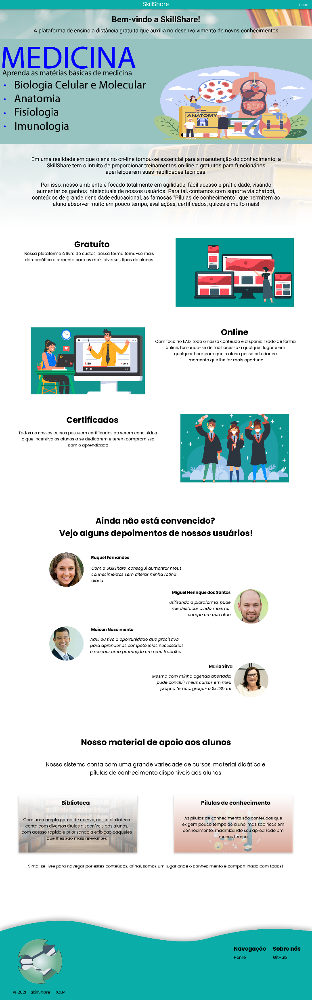 SkillShare
Entrar
Bem-vindo a SkillShare!
A plataforma de ensino a distância gratuita que auxilia no desenvolvimento de novos conhecimentos
MEDICINA
Aprenda as matérias básicas de medicina
• Biologia Celular e Molecular
• Anatomia
• Fisiologia
• Imunologia
ANATOMY
Em uma realidade em que o ensino on-line tornou-se essencial para a manutenção do conhecimento, a
SkillShare tem o intuito de proporcionar treinamentos on-line e gratuitos para funcionários
aperfeiçoarem suas habilidades técnicas!
Por isso, nosso ambiente é focado totalmente em agilidade, fácil acesso e práticidade, visando
aumentar os ganhos intelectuais de nossos usuários. Para tal, contamos com suporte via chatbot,
conteúdos de grande densidade educacional, as famosas “Pílulas de conhecimento”, que permitem ao
aluno absorver muito em pouco tempo, avaliações, certificados, quizes e muito mais!
Gratuíto
Nossa plataforma é livre de custos, dessa forma torna-se mais
democrática e atraente para os mais diversos tipos de alunos
Online
Com foco no EAD, todo o nosso conteúdo é disponibilizado de forma
online, tornando-se de fácil acesso a qualquer lugar e em
qualquer hora para que o aluno possa estudar no
momento que lhe for mais oportuno
80
LIVE
Certificados
Todos os nossos cursos possuem certificados ao serem concluídos,
o que incentiva os alunos a se dedicarem e terem compromisso
com o aprendizado
Ainda não está convencido?
Vejo alguns depoimentos de nossos usuários!
Raquel Fernandes
Com a SkillShare, consegui aumentar meus
conhecimentos sem alterar minha rotina
diária
Miguel Henrique dos Santos
Utilizando a plataforma, pude
me destacar ainda mais no
campo em que atuo
Maicon Nascimento
Aqui eu tive a oportunidade que precisava
para aprender as competências necessárias
e receber uma promoção em meu trabalho
Maria Silva
Mesmo com minha agenda apertada,
pude concluir meus cursos em meu
próprio tempo, graças a SkillShare
Nosso material de apoio aos alunos
Nosso sistema conta com uma grande variedade de cursos, material didático e
pílulas de conhecimento disponíveis aos alunos
Biblioteca
Com uma ampla gama de acervo, nossa biblioteca
conta com diversos títulos disponíveis aos alunos,
com acesso rápido e priorizando a exibição daqueles
que lhes são mais relevantes
Pílulas de conhecimento
As pílulas de conhecimento são conteúdos que
exigem pouco tempo do aluno, mas são ricas em
conhecimento, maximizando seu apredizado em
menos tempo
Sinta-se livre para navegar por estes conteúdos, afinal, somos um lugar onde o conhecimento é compartilhado com todos!
Navegação
Home
Sobre nós
GitHub
© 2021 - SkillShare - RGBA